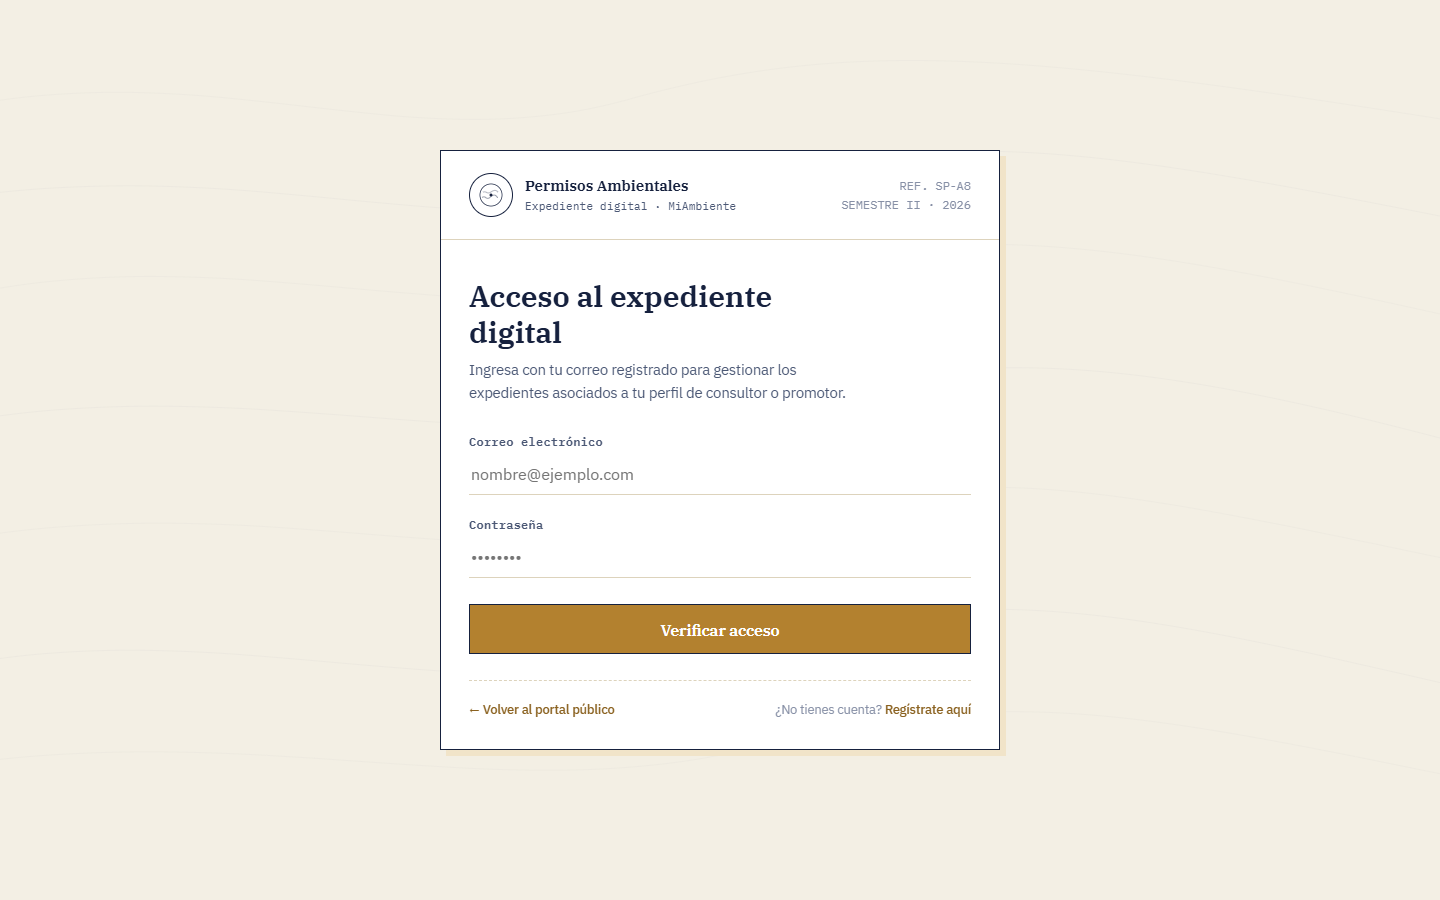 Permisos Ambientales
Expediente digital · MiAmbiente
REF. SP-A8
SEMESTRE II · 2026
Acceso al expediente
digital
Ingresa con tu correo registrado para gestionar los
expedientes asociados a tu perfil de consultor o promotor.
Correo electrónico
nombre@ejemplo.com
Contraseña
••••••••
Verificar acceso
← Volver al portal público
¿No tienes cuenta? Regístrate aquí